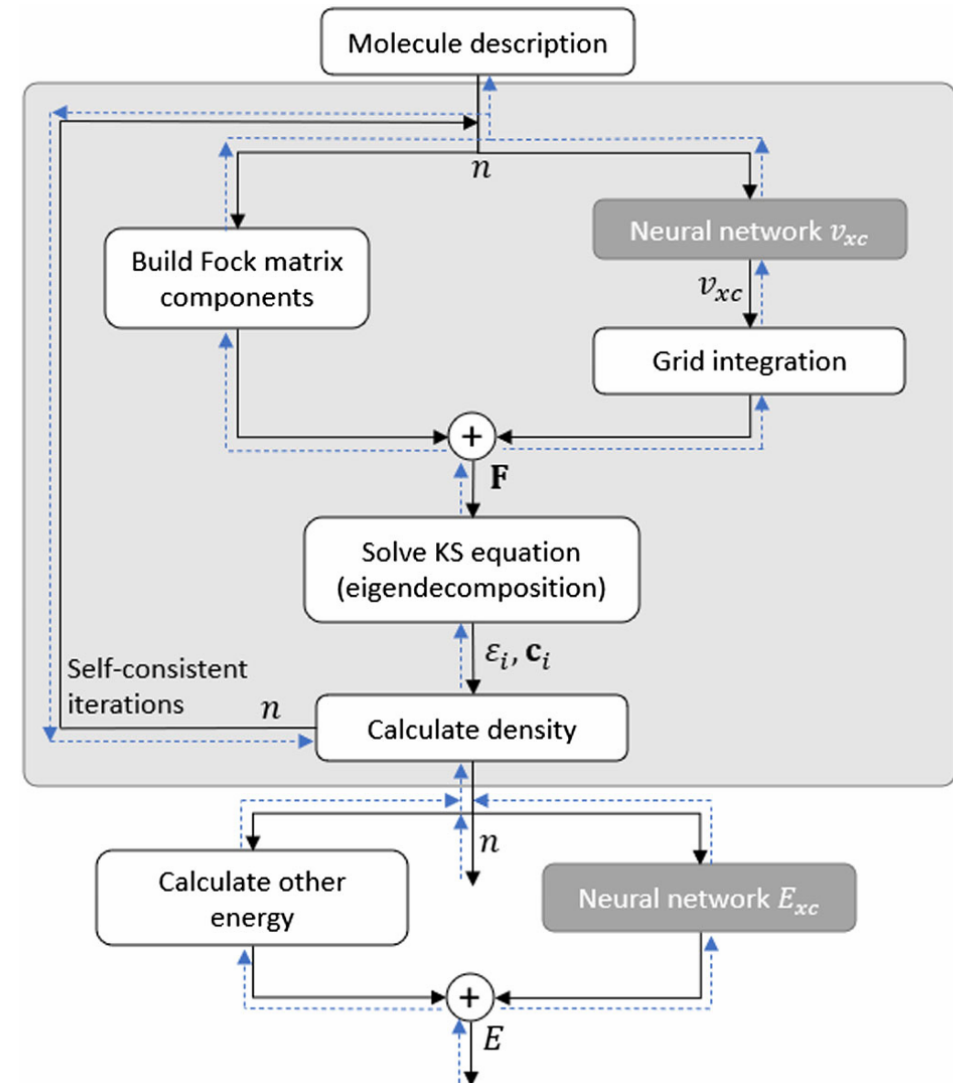 Molecule description
n
Neural network v_xc
Build Fock matrix
components
v_xc
Grid integration
+
F
Solve KS equation
(eigendecomposition)
ε_i, c_i
Self-consistent
iterations
n
Calculate density
n
Calculate other
energy
Neural network E_xc
+
E